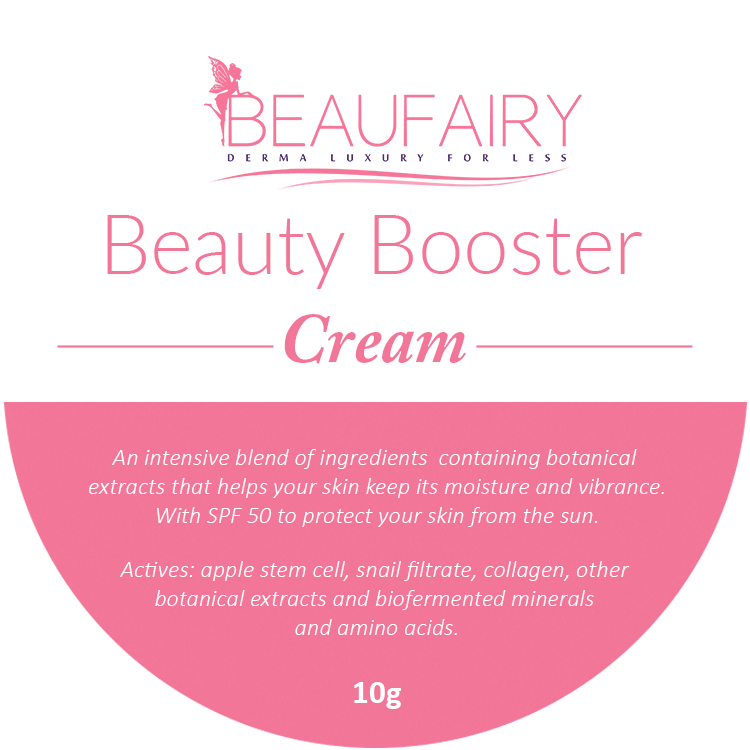 BEAUFAIRY
DERMA LUXURY FOR LESS
Beauty Booster
Cream
An intensive blend of ingredients containing botanical
extracts that helps your skin keep its moisture and vibrance.
With SPF 50 to protect your skin from the sun.
Actives: apple stem cell, snail filtrate, collagen, other
botanical extracts and biofermented minerals
and amino acids.
10g